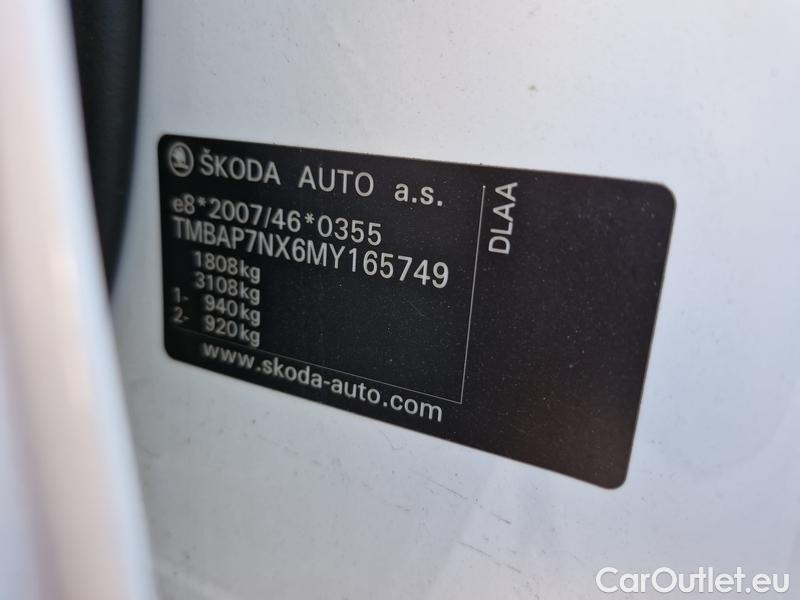 ŠKODA AUTO a.s.
e8*2007/46*0355
TMBAP7NX6MY165749
1808kg
3108kg
1- 940kg
2- 920kg
www.skoda-auto.com
DLAA
CarOutlet.eu